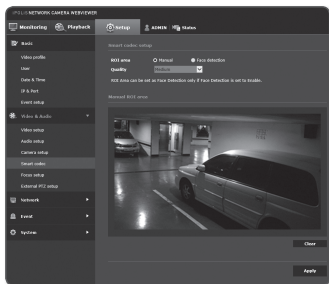 iPOLiS NETWORK CAMERA WEBVIEWER
Monitoring
Playback
Setup
ADMIN
Status
Basic
Video profile
User
Date & Time
IP & Port
Event setup
Video & Audio
Video setup
Audio setup
Camera setup
Smart codec
Focus setup
External PTZ setup
Network
Event
System
Smart codec setup
ROI area
Manual
Face detection
Quality
Medium
ROI area can be set as Face Detection only if Face Detection is set to Enable.
Manual ROI area
Clear
Apply